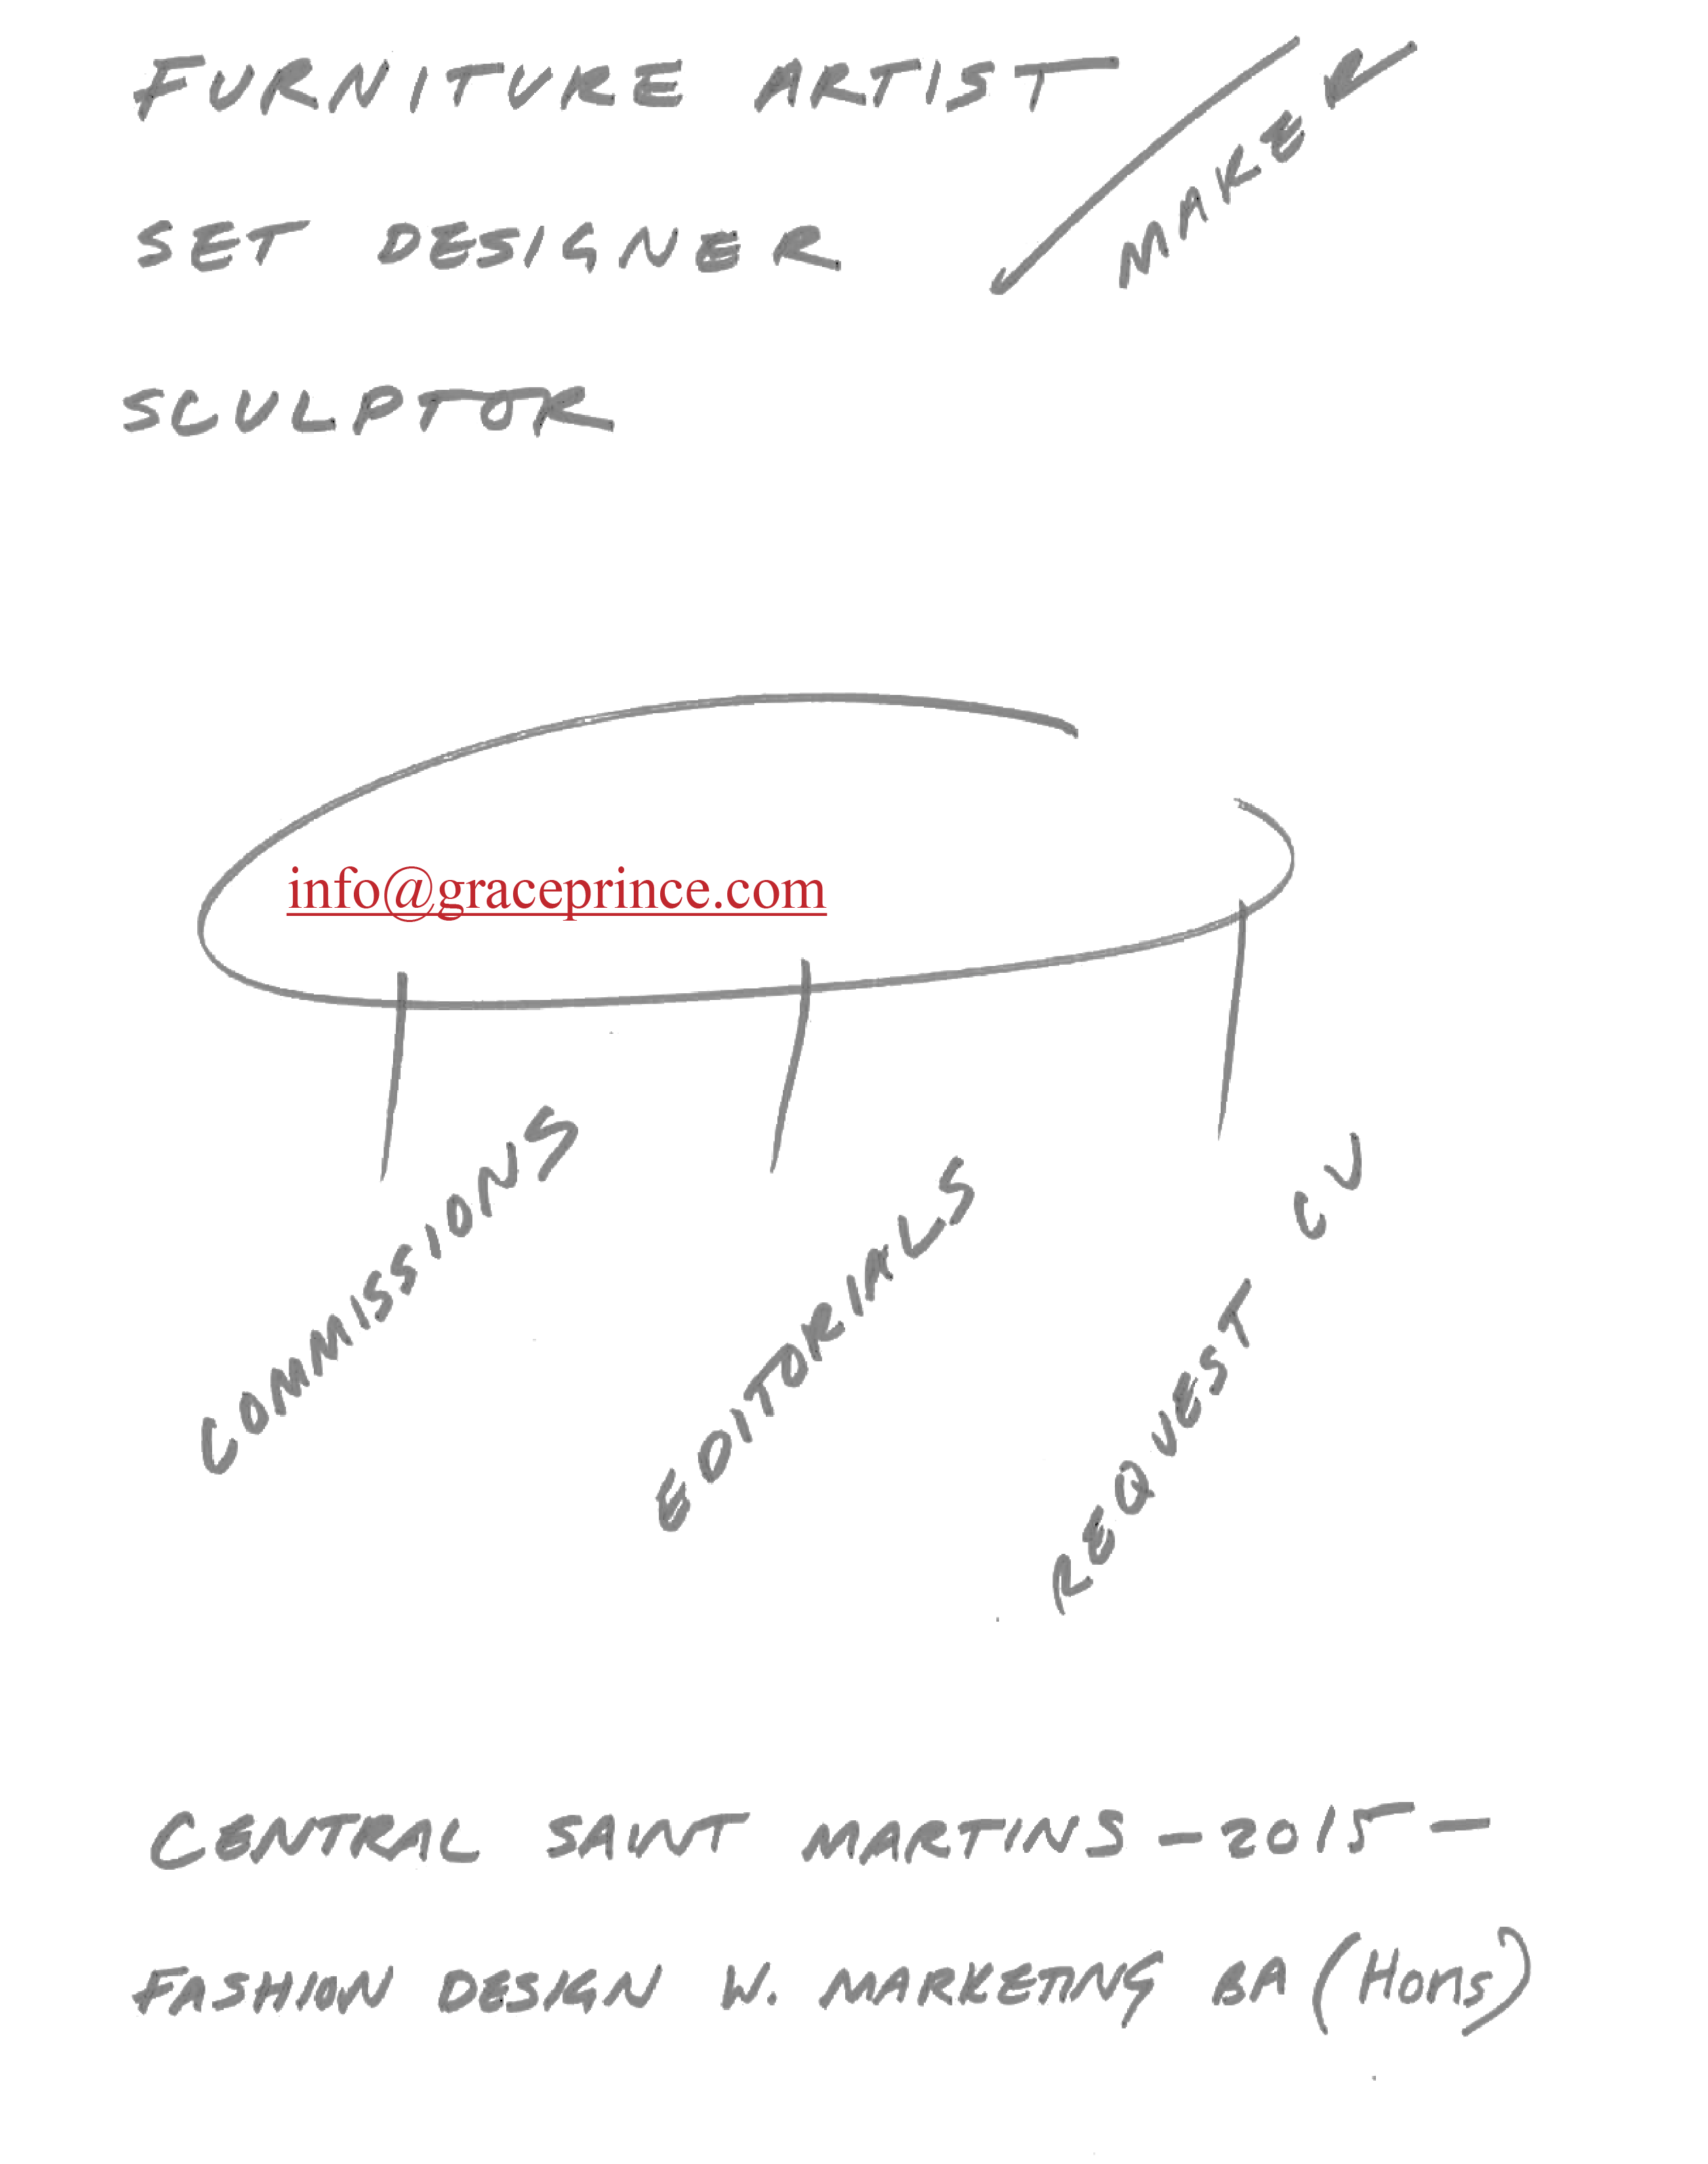 FURNITURE ARTIST / MAKER
SET DESIGNER
SCULPTOR
info@graceprince.com
COMMISSIONS
EDITORIALS
REQUEST CV
CENTRAL SAINT MARTINS - 2015 -
FASHION DESIGN W. MARKETING BA (Hons)